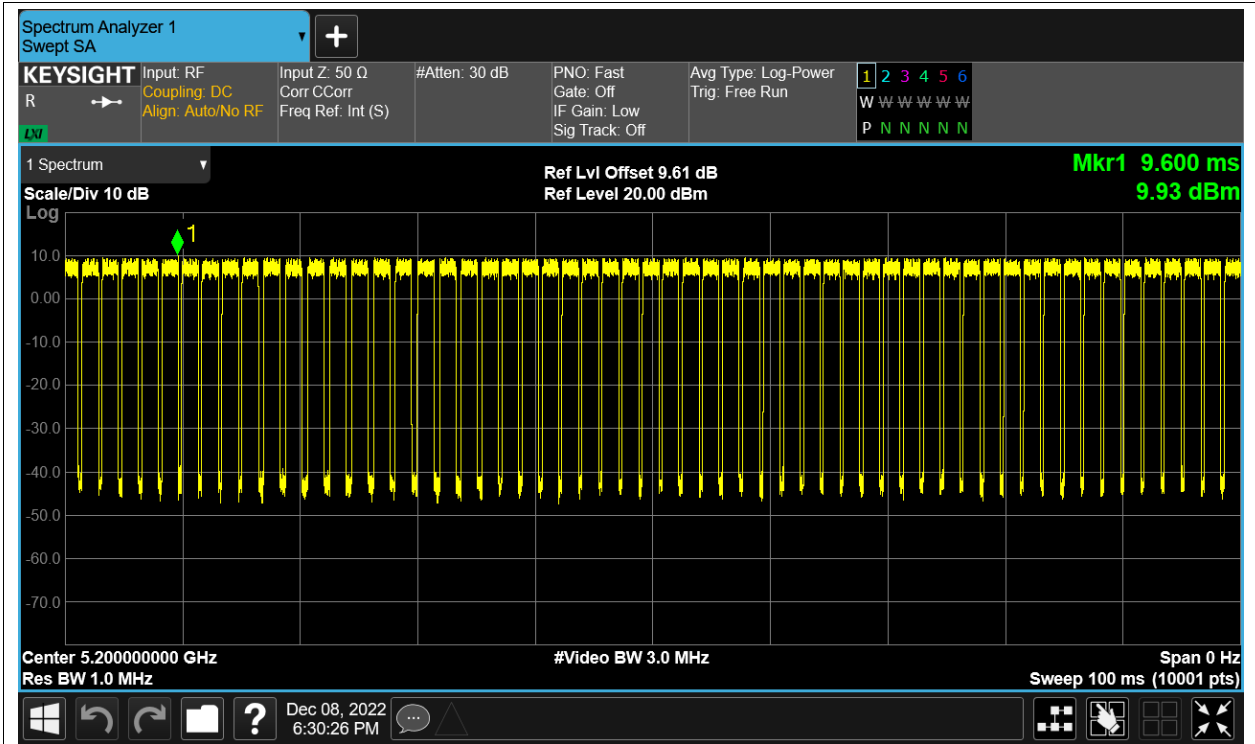 Spectrum Analyzer 1
Swept SA
KEYSIGHT Input: RF Input Z: 50 Ω #Atten: 30 dB PNO: Fast Avg Type: Log-Power 1 2 3 4 5 6
R Coupling: DC Corr CCorr Gate: Off Trig: Free Run W W W W W W
Align: Auto/No RF Freq Ref: Int (S) IF Gain: Low
LXI Sig Track: Off P N N N N N
1 Spectrum Ref Lvl Offset 9.61 dB Mkr1 9.600 ms
Scale/Div 10 dB Ref Level 20.00 dBm 9.93 dBm
Log
1
10.0
0.00
-10.0
-20.0
-30.0
-40.0
-50.0
-60.0
-70.0
Center 5.200000000 GHz #Video BW 3.0 MHz Span 0 Hz
Res BW 1.0 MHz Sweep 100 ms (10001 pts)
? Dec 08, 2022
6:30:26 PM